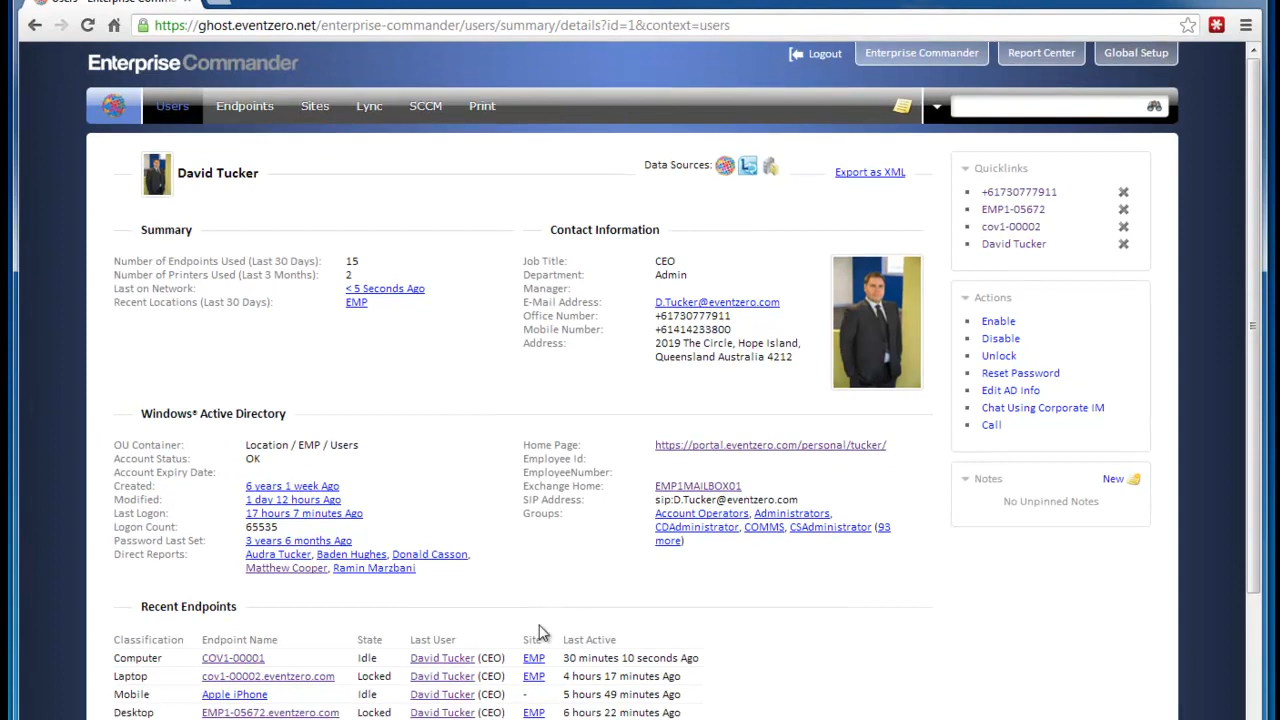 Users - Enterprise Comma
https://ghost.eventzero.net/enterprise-commander/users/summary/details?id=1&context=users
Enterprise Commander
Logout
Enterprise Commander
Report Center
Global Setup
Users
Endpoints
Sites
Lync
SCCM
Print
David Tucker
Data Sources:
Export as XML
Summary
Number of Endpoints Used (Last 30 Days): 15
Number of Printers Used (Last 3 Months): 2
Last on Network: < 5 Seconds Ago
Recent Locations (Last 30 Days): EMP
Contact Information
Job Title: CEO
Department: Admin
Manager:
E-Mail Address: D.Tucker@eventzero.com
Office Number: +61730777911
Mobile Number: +61414233800
Address: 2019 The Circle, Hope Island,
Queensland Australia 4212
Windows® Active Directory
OU Container: Location / EMP / Users
Account Status: OK
Account Expiry Date:
Created: 6 years 1 week Ago
Modified: 1 day 12 hours Ago
Last Logon: 17 hours 7 minutes Ago
Logon Count: 65535
Password Last Set: 3 years 6 months Ago
Direct Reports: Audra Tucker, Baden Hughes, Donald Casson,
Matthew Cooper, Ramin Marzbani
Home Page: https://portal.eventzero.com/personal/tucker/
Employee Id:
EmployeeNumber:
Exchange Home: EMP1MAILBOX01
SIP Address: sip:D.Tucker@eventzero.com
Groups: Account Operators, Administrators,
CDAdministrator, COMMS, CSAdministrator (93
more)
Recent Endpoints
Classification Endpoint Name State Last User Site Last Active
Computer COV1-00001 Idle David Tucker (CEO) EMP 30 minutes 10 seconds Ago
Laptop cov1-00002.eventzero.com Locked David Tucker (CEO) EMP 4 hours 17 minutes Ago
Mobile Apple iPhone Idle David Tucker (CEO) - 5 hours 49 minutes Ago
Desktop EMP1-05672.eventzero.com Locked David Tucker (CEO) EMP 6 hours 22 minutes Ago
Quicklinks
+61730777911
EMP1-05672
cov1-00002
David Tucker
Actions
Enable
Disable
Unlock
Reset Password
Edit AD Info
Chat Using Corporate IM
Call
Notes
New
No Unpinned Notes